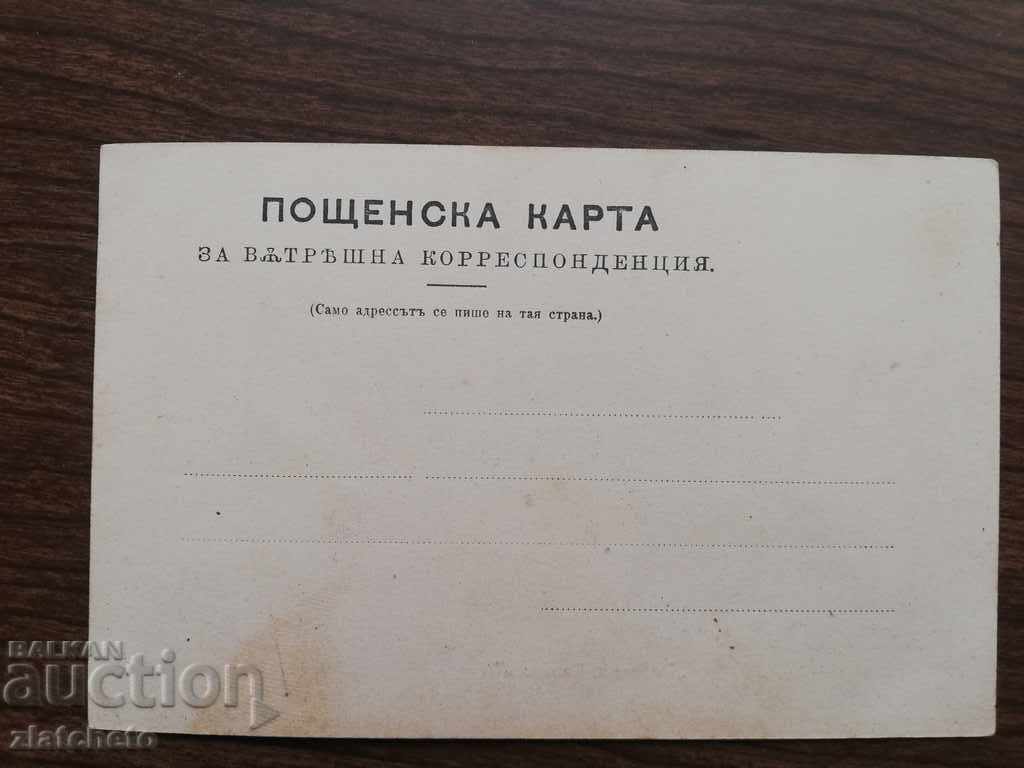 ПОЩЕНСКА КАРТА
ЗА ВѪТРѢШНА КОРРЕСПОНДЕНЦИЯ.
(Само адрессътъ се пише на тая страна.)
BALKAN
auction
zlatcheto